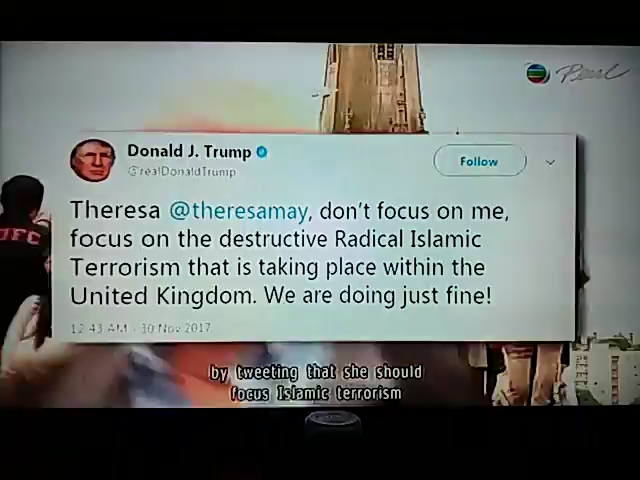 Pearl
Donald J. Trump
@realDonaldTrump
Follow
Theresa @theresamay, don't focus on me,
focus on the destructive Radical Islamic
Terrorism that is taking place within the
United Kingdom. We are doing just fine!
12:43 AM - 30 Nov 2017
UFC
by tweeting that she should
focus Islamic terrorism